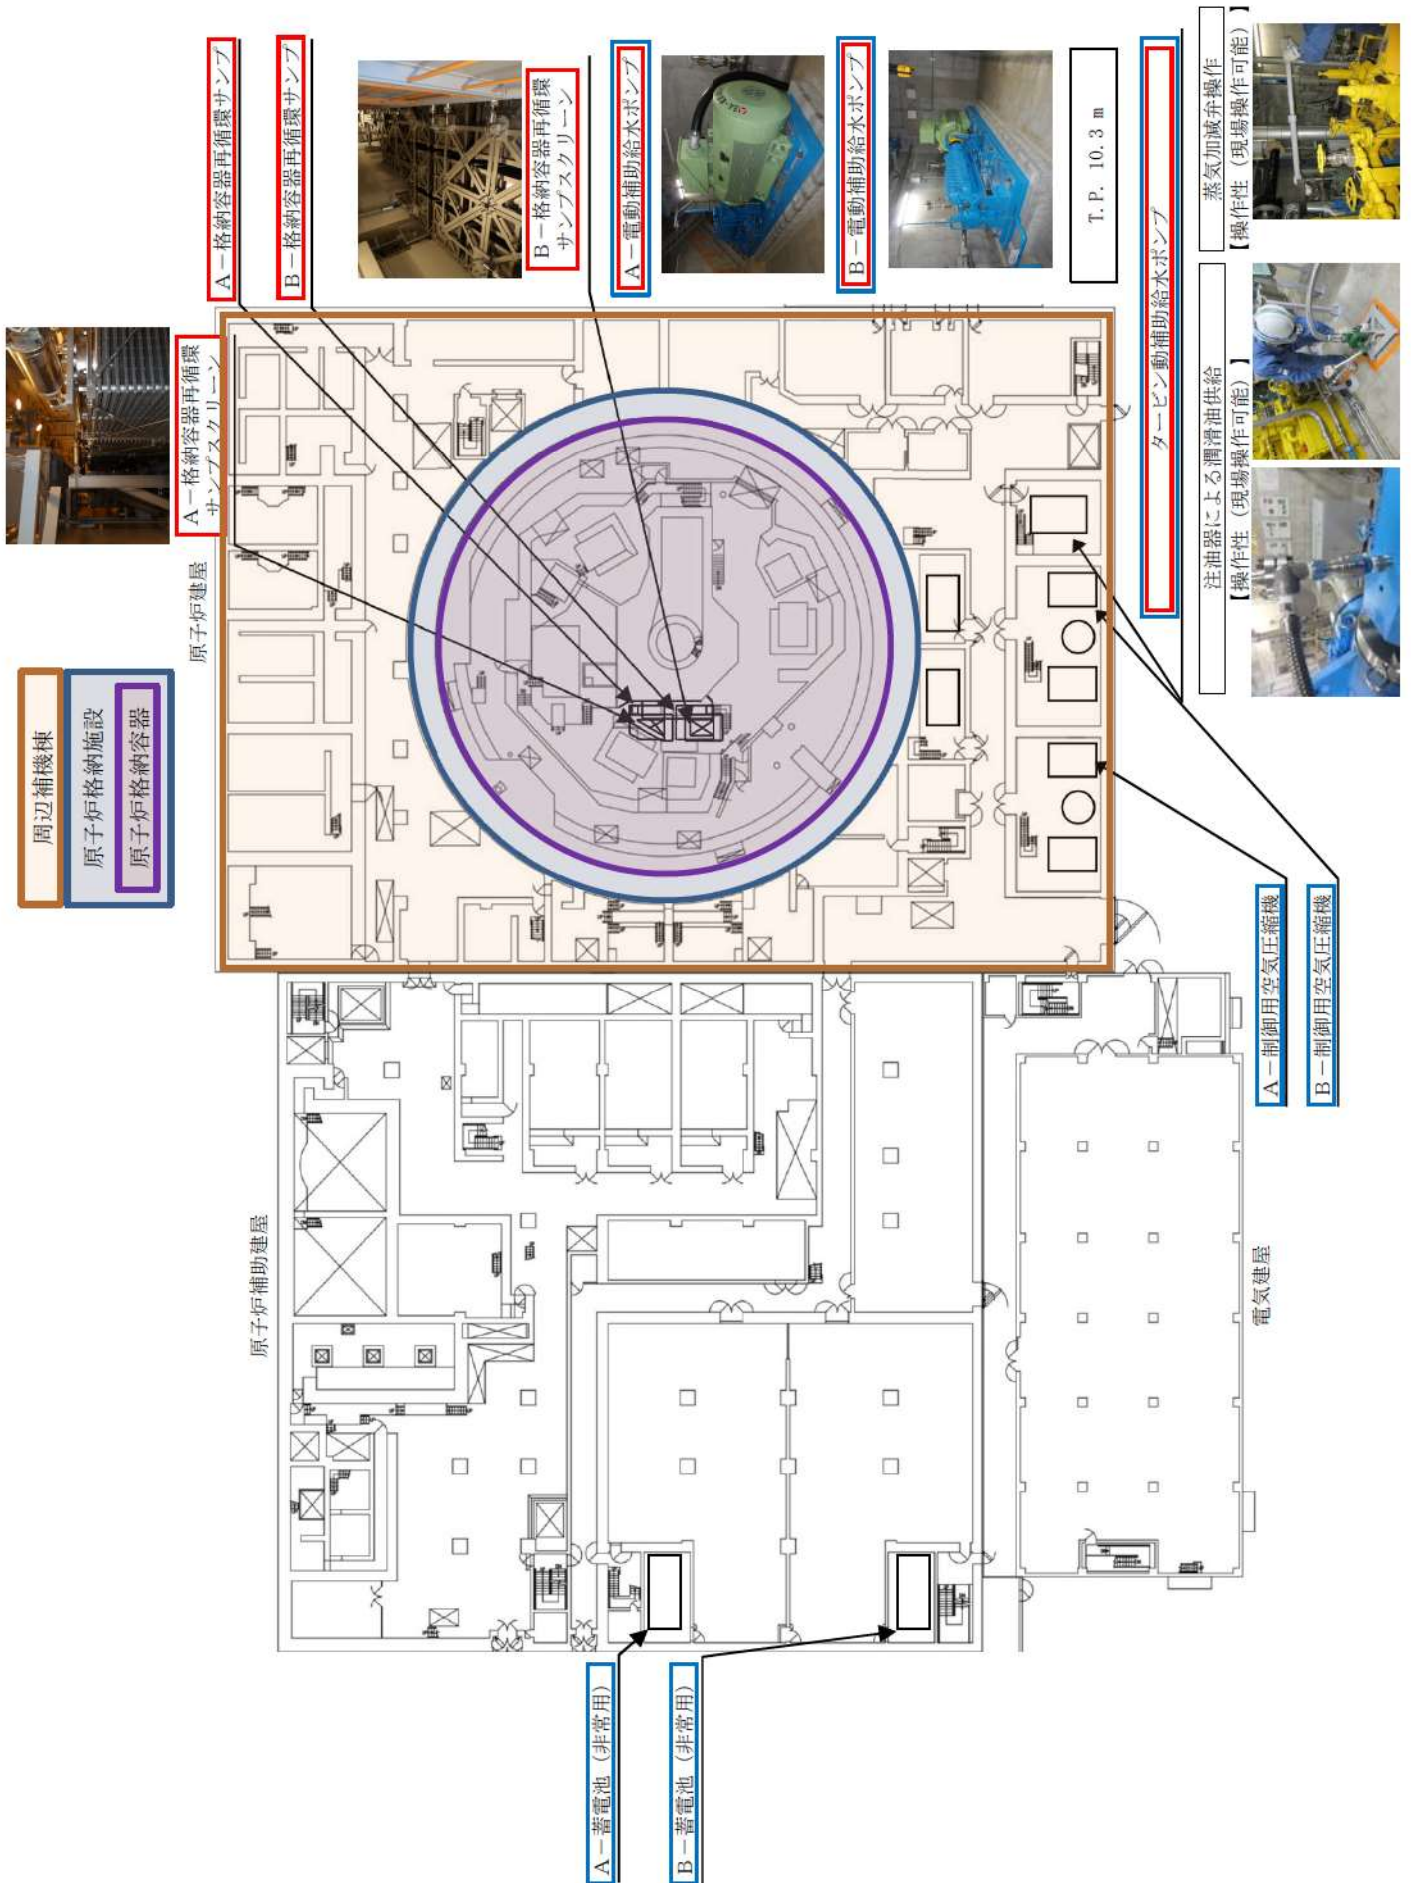 周辺補機棟
原子炉格納施設
原子炉格納容器
原子炉建屋
原子炉補助建屋
電気建屋
A－格納容器再循環
サンプスクリーン
A－格納容器再循環サンプ
B－格納容器再循環サンプ
B－格納容器再循環
サンプスクリーン
A－電動補助給水ポンプ
B－電動補助給水ポンプ
T.P. 10.3 m
タービン動補助給水ポンプ
注油器による潤滑油供給
【操作性（現場操作可能）】
蒸気加減弁操作
【操作性（現場操作可能）】
A－制御用空気圧縮機
B－制御用空気圧縮機
A－蓄電池（非常用）
B－蓄電池（非常用）